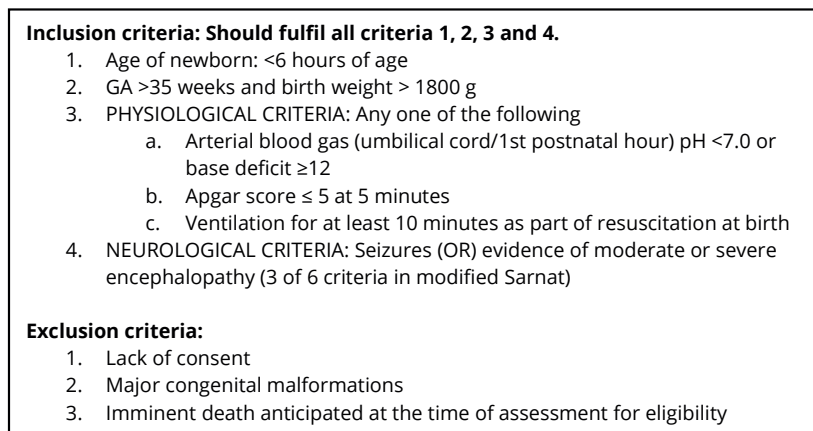 Inclusion criteria: Should fulfil all criteria 1, 2, 3 and 4.
1. Age of newborn: <6 hours of age
2. GA >35 weeks and birth weight > 1800 g
3. PHYSIOLOGICAL CRITERIA: Any one of the following
a. Arterial blood gas (umbilical cord/1st postnatal hour) pH <7.0 or
base deficit ≥12
b. Apgar score ≤ 5 at 5 minutes
c. Ventilation for at least 10 minutes as part of resuscitation at birth
4. NEUROLOGICAL CRITERIA: Seizures (OR) evidence of moderate or severe
encephalopathy (3 of 6 criteria in modified Sarnat)
Exclusion criteria:
1. Lack of consent
2. Major congenital malformations
3. Imminent death anticipated at the time of assessment for eligibility